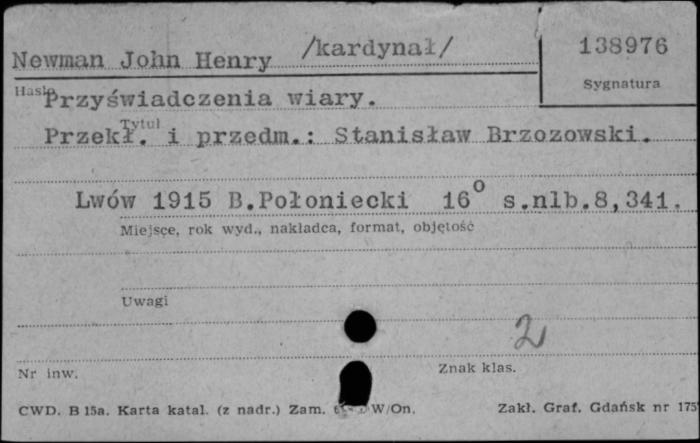 Newman John Henry /kardynał/
138976
Sygnatura
Hasło
Przyświadczenia wiary.
Tytuł
Przekł. i przedm.: Stanisław Brzozowski.
Lwów 1915 B.Połoniecki 16° s.nlb.8,341.
Miejsce, rok wyd., nakładca, format, objętość
Uwagi
2
Nr inw.
Znak klas.
CWD. B 15a. Karta katal. (z nadr.) Zam. W/On.
Zakł. Graf. Gdańsk nr 175